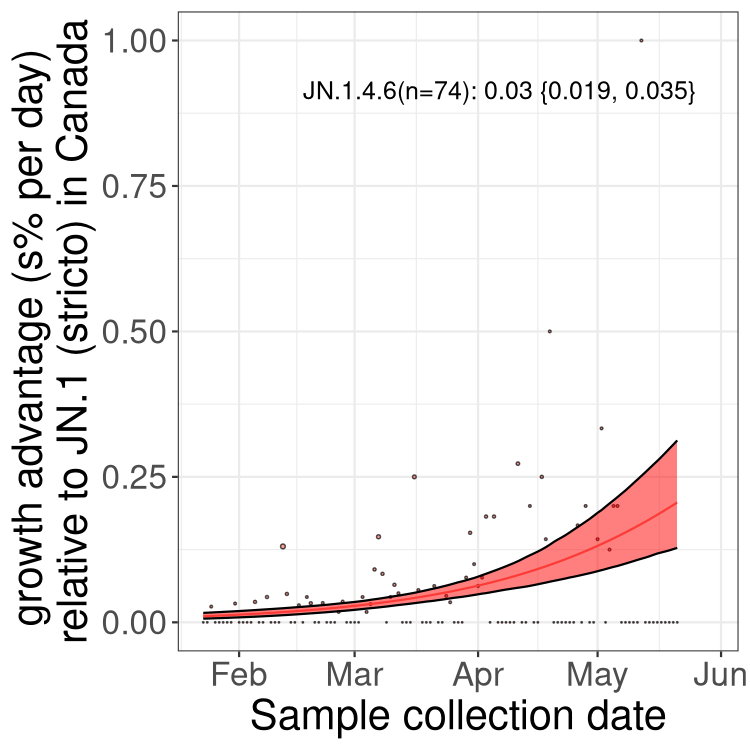 growth advantage (s% per day)
relative to JN.1 (stricto) in Canada
1.00
0.75
0.50
0.25
0.00
JN.1.4.6(n=74): 0.03 {0.019, 0.035}
Feb Mar Apr May Jun
Sample collection date